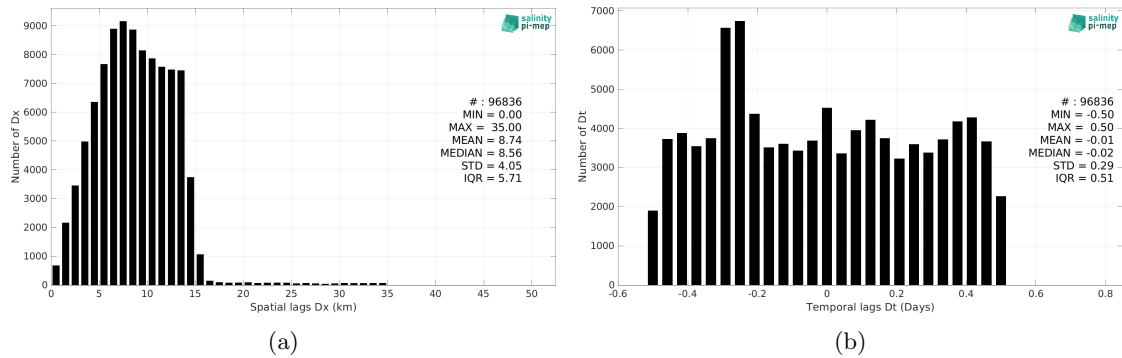 salinity
pi-mep
10000
9000
8000
7000
6000
5000
4000
3000
2000
1000
0
Number of Dx
# : 96836
MIN = 0.00
MAX = 35.00
MEAN = 8.74
MEDIAN = 8.56
STD = 4.05
IQR = 5.71
0 5 10 15 20 25 30 35 40 45 50
Spatial lags Dx (km)
(a)
salinity
pi-mep
7000
6000
5000
4000
3000
2000
1000
0
Number of Dt
# : 96836
MIN = -0.50
MAX = 0.50
MEAN = -0.01
MEDIAN = -0.02
STD = 0.29
IQR = 0.51
-0.6 -0.4 -0.2 0 0.2 0.4 0.6 0.8
Temporal lags Dt (Days)
(b)